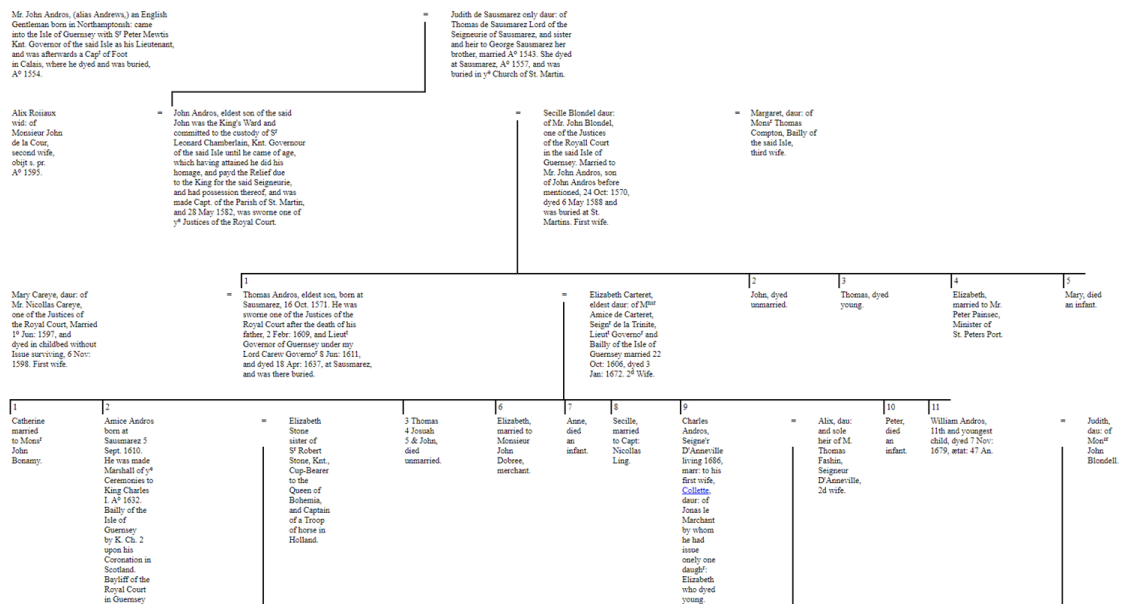 Mr. John Andros, (alias Andrews,) an English
Gentleman born in Northamptonsh: came
into the Isle of Guernsey with Sr Peter Mewtis
Knt. Governor of the said Isle as his Lieutenant,
and was afterwards a Capt of Foot
in Calais, where he dyed and was buried,
Ao 1554.
=
Judith de Sausmarez only daur: of
Thomas de Sausmarez Lord of the
Seigneurie of Sausmarez, and sister
and heir to George Sausmarez her
brother, married Ao 1543. She dyed
at Sausmarez, Ao 1557, and was
buried in ye Church of St. Martin.
Alix Roiiaux
wid: of
Monsieur John
de la Cour,
second wife,
obijt s. pr.
Ao 1595.
=
John Andros, eldest son of the said
John was the King's Ward and
committed to the custody of Sr
Leonard Chamberlain, Knt. Governour
of the said Isle until he came of age,
which having attained he did his
homage, and payd the Relief due
to the King for the said Seigneurie,
and had possession thereof, and was
made Capt. of the Parish of St. Martin,
and 28 May 1582, was sworne one of
ye Justices of the Royal Court.
=
Secille Blondel daur:
of Mr. John Blondel,
one of the Justices
of the Royall Court
in the said Isle of
Guernsey. Married to
Mr. John Andros, son
of John Andros before
mentioned, 24 Oct: 1570,
dyed 6 May 1588 and
was buried at St.
Martins. First wife.
=
Margaret, daur: of
Monsr Thomas
Compton, Bailly of
the said Isle,
third wife.
Mary Careye, daur: of
Mr. Nicollas Careye,
one of the Justices of
the Royal Court, Married
1o Jun: 1597, and
dyed in childbed without
Issue surviving, 6 Nov:
1598. First wife.
=
1
Thomas Andros, eldest son, born at
Sausmarez, 16 Oct. 1571. He was
sworne one of the Justices of the
Royal Court after the death of his
father, 2 Febr: 1609, and Lieut
Governor of Guernsey under my
Lord Carew Governor 8 Jun: 1611,
and dyed 18 Apr: 1637, at Sausmarez,
and was there buried.
=
Elizabeth Carteret,
eldest daur: of Mnsr
Amice de Carteret,
Seignr de la Trinite,
Lieutt Governor and
Bailly of the Isle of
Guernsey married 22
Oct: 1606, dyed 3
Jan: 1672. 2d Wife.
2
John, dyed
unmarried.
3
Thomas, dyed
young.
4
Elizabeth,
married to Mr.
Peter Painsec,
Minister of
St. Peters Port.
5
Mary, died
an infant.
1
Catherine
married
to Monsr
John
Bonamy.
2
Amice Andros
born at
Sausmarez 5
Sept. 1610.
He was made
Marshall of ye
Ceremonies to
King Charles
I. Ao 1632.
Bailly of the
Isle of
Guernsey
by K. Ch. 2
upon his
Coronation in
Scotland.
Bayliff of the
Royal Court
in Guernsey
=
Elizabeth
Stone
sister of
Sr Robert
Stone, Knt.,
Cup-Bearer
to the
Queen of
Bohemia,
and Captain
of a Troop
of horse in
Holland.
3 Thomas
4 Josuah
5 & John,
died
unmarried.
6
Elizabeth,
married to
Monsieur
John
Dobree,
merchant.
7
Anne,
died
an
infant.
8
Secille,
married
to Capt:
Nicollas
Ling.
9
Charles
Andros,
Seigne'r
D'Anneville
living 1686,
marr: to his
first wife,
Collette,
daur: of
Jonas le
Marchant
by whom
he had
issue
onely one
daughr:
Elizabeth
who dyed
young.
=
Alix, dau:
and sole
heir of M.
Thomas
Fashin,
Seigneur
D'Anneville,
2d wife.
10
Peter,
died
an
infant.
11
William Andros,
11th and youngest
child, dyed 7 Nov:
1679, ætat: 47 An.
=
Judith,
dau: of
Monsr
John
Blondell.